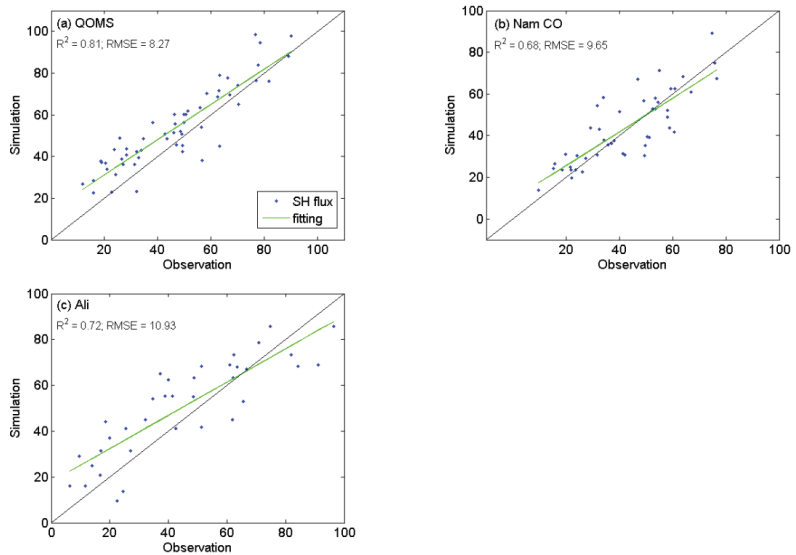 (a) QOMS
R² = 0.81; RMSE = 8.27
100
80
60
40
20
0
Simulation
SH flux
fitting
20 40 60 80 100
Observation
(b) Nam CO
R² = 0.68; RMSE = 9.65
100
80
60
40
20
0
Simulation
0 20 40 60 80 100
Observation
(c) Ali
R² = 0.72; RMSE = 10.93
100
80
60
40
20
0
Simulation
0 20 40 60 80 100
Observation